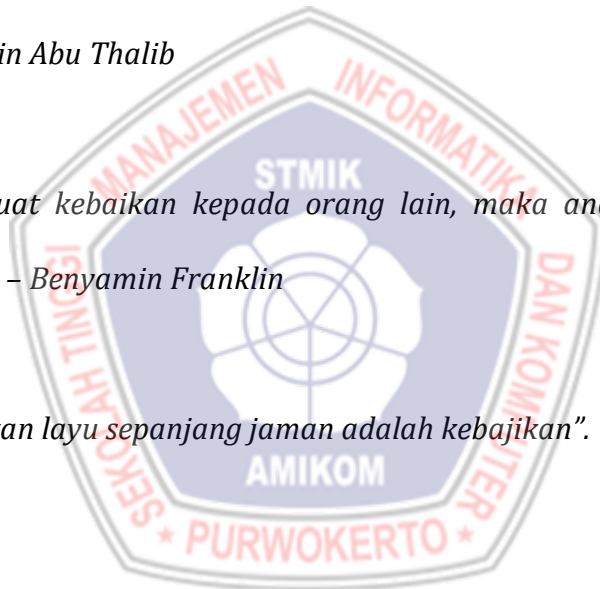 in Abu Thalib
uat kebaikan kepada orang lain, maka an
– Benyamin Franklin
an layu sepanjang jaman adalah kebajikan”.
SEKOLAH TINGGI MANAJEMEN INFORMATIKA DAN KOMPUTER
STMIK
AMIKOM
* PURWOKERTO *